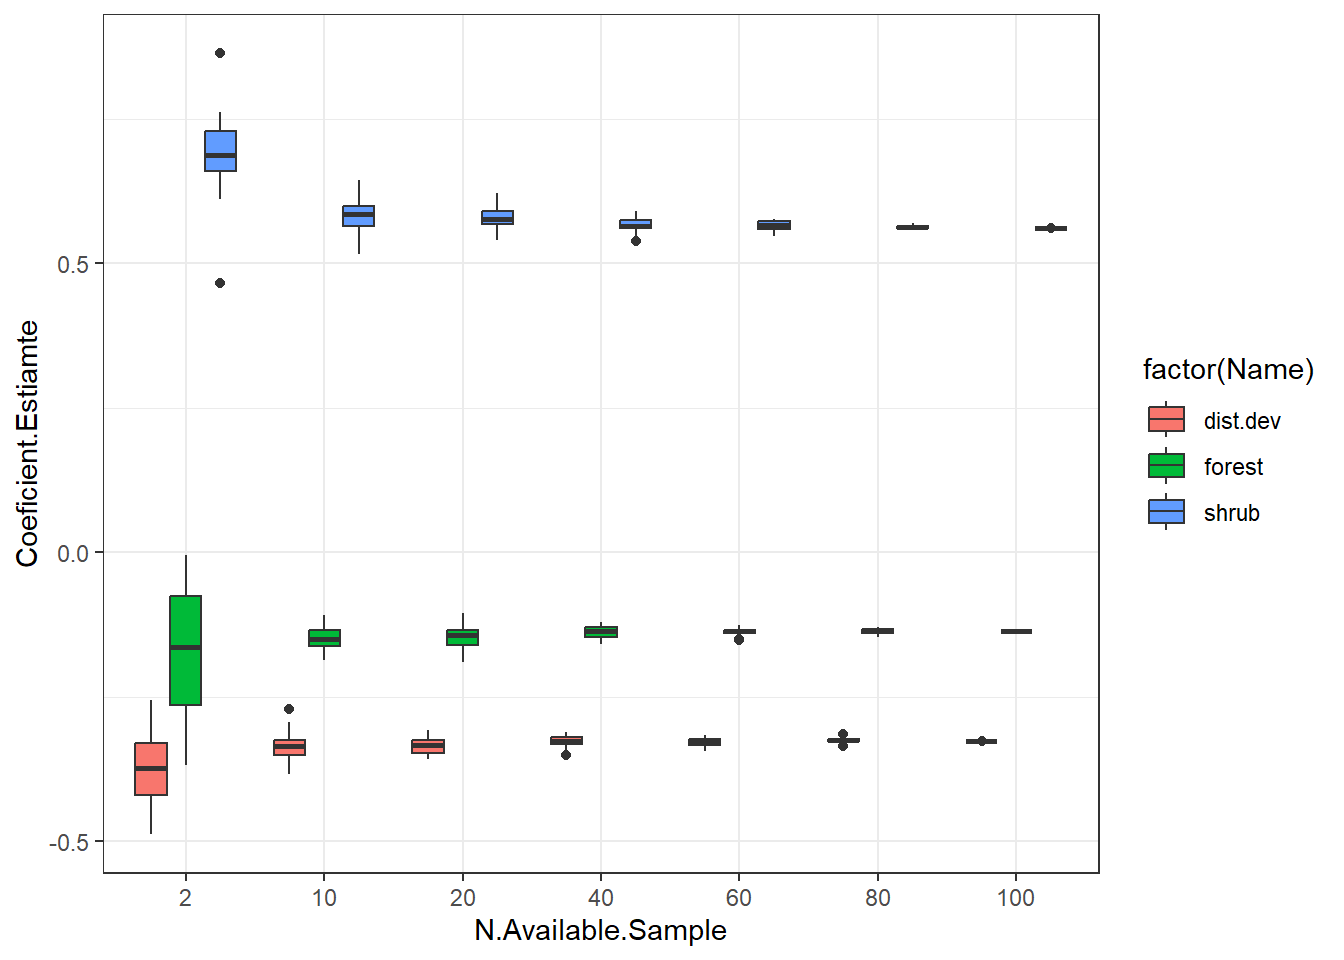 Coeficient.Estiamte
0.5
0.0
-0.5
2 10 20 40 60 80 100
N.Available.Sample
factor(Name)
dist.dev
forest
shrub